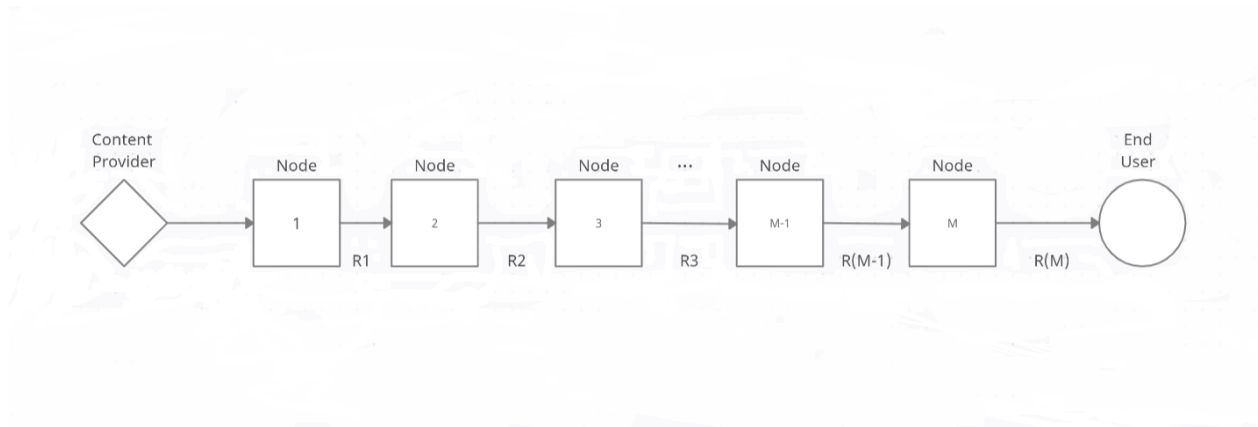 Content
Provider
End
User
Node
Node
Node
...
Node
Node
1
2
3
M-1
M
R1
R2
R3
R(M-1)
R(M)